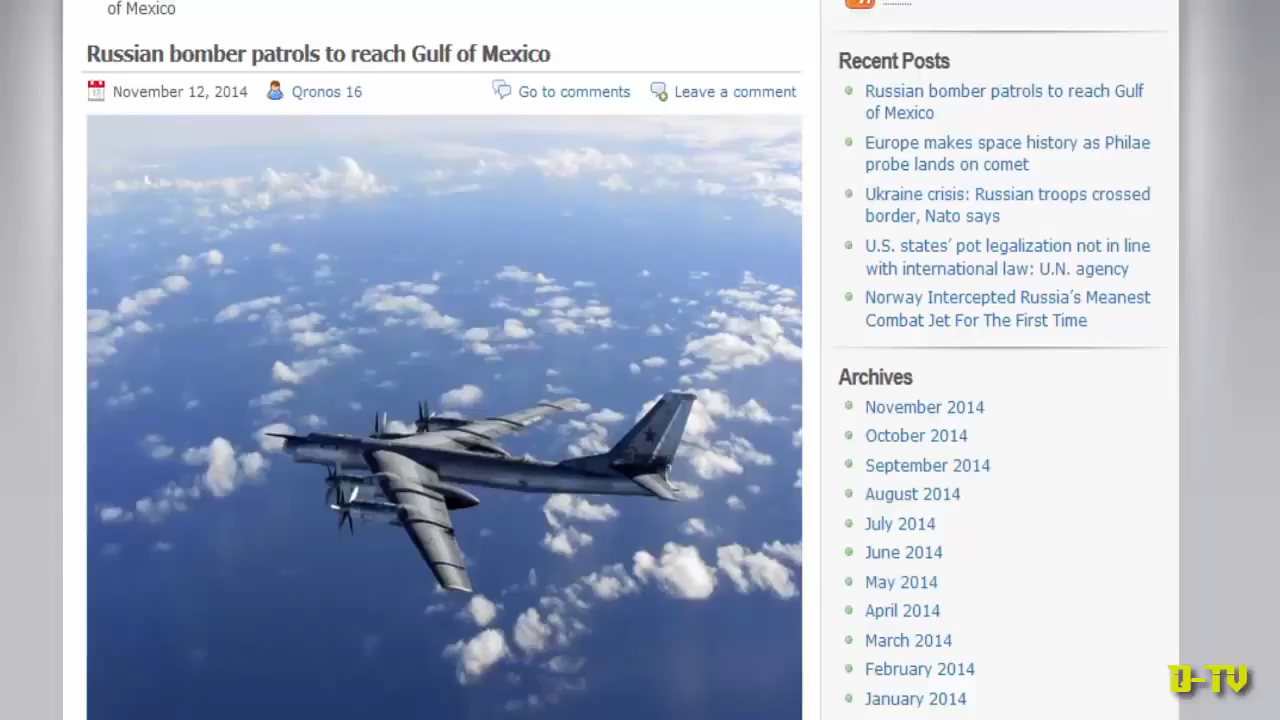 of Mexico
Russian bomber patrols to reach Gulf of Mexico
November 12, 2014
Qronos 16
Go to comments
Leave a comment
Recent Posts
Russian bomber patrols to reach Gulf
of Mexico
Europe makes space history as Philae
probe lands on comet
Ukraine crisis: Russian troops crossed
border, Nato says
U.S. states’ pot legalization not in line
with international law: U.N. agency
Norway Intercepted Russia’s Meanest
Combat Jet For The First Time
Archives
November 2014
October 2014
September 2014
August 2014
July 2014
June 2014
May 2014
April 2014
March 2014
February 2014
January 2014
Q-TV